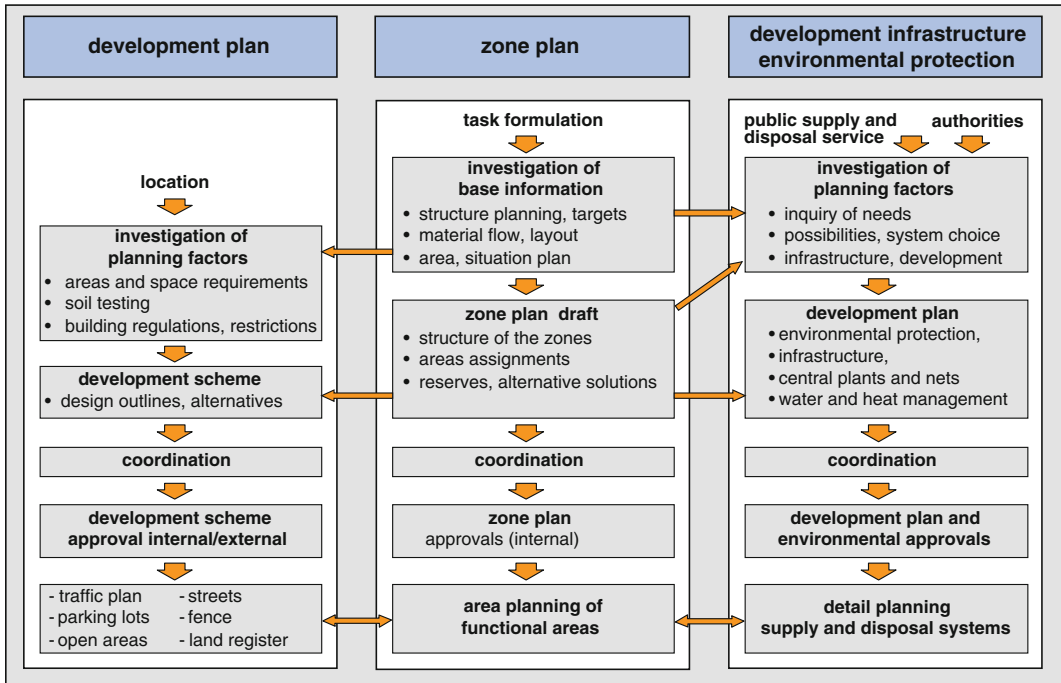 development plan
location
investigation of
planning factors
• areas and space requirements
• soil testing
• building regulations, restrictions
development scheme
• design outlines, alternatives
coordination
development scheme
approval internal/external
- traffic plan
- parking lots
- open areas
- streets
- fence
- land register
zone plan
task formulation
investigation of
base information
• structure planning, targets
• material flow, layout
• area, situation plan
zone plan draft
• structure of the zones
• areas assignments
• reserves, alternative solutions
coordination
zone plan
approvals (internal)
area planning of
functional areas
development infrastructure
environmental protection
public supply and
disposal service
authorities
investigation of
planning factors
• inquiry of needs
• possibilities, system choice
• infrastructure, development
development plan
• environmental protection,
• infrastructure,
• central plants and nets
• water and heat management
coordination
development plan and
environmental approvals
detail planning
supply and disposal systems